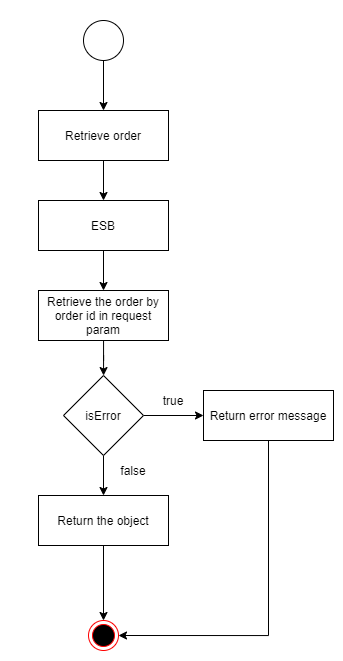 Retrieve order
ESB
Retrieve the order by
order id in request
param
isError
true
Return error message
false
Return the object